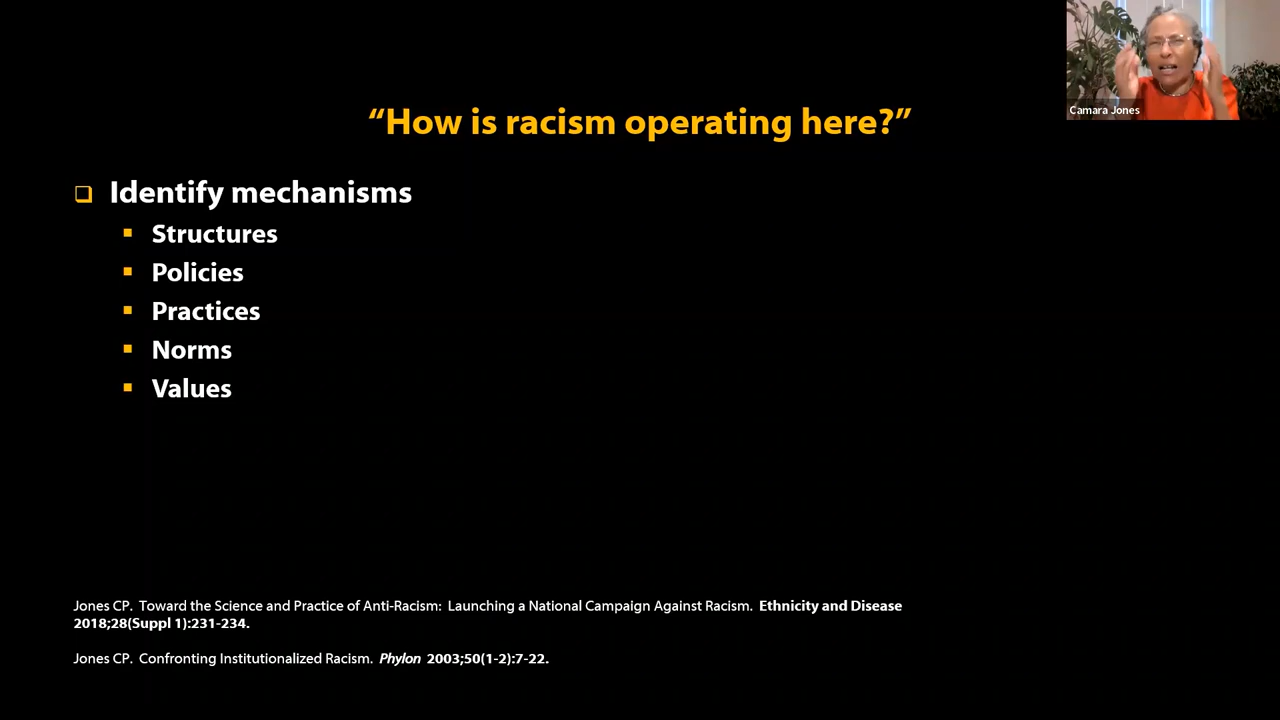 Camara Jones
“How is racism operating here?”
Identify mechanisms
Structures
Policies
Practices
Norms
Values
Jones CP. Toward the Science and Practice of Anti-Racism: Launching a National Campaign Against Racism. Ethnicity and Disease
2018;28(Suppl 1):231-234.
Jones CP. Confronting Institutionalized Racism. Phylon 2003;50(1-2):7-22.